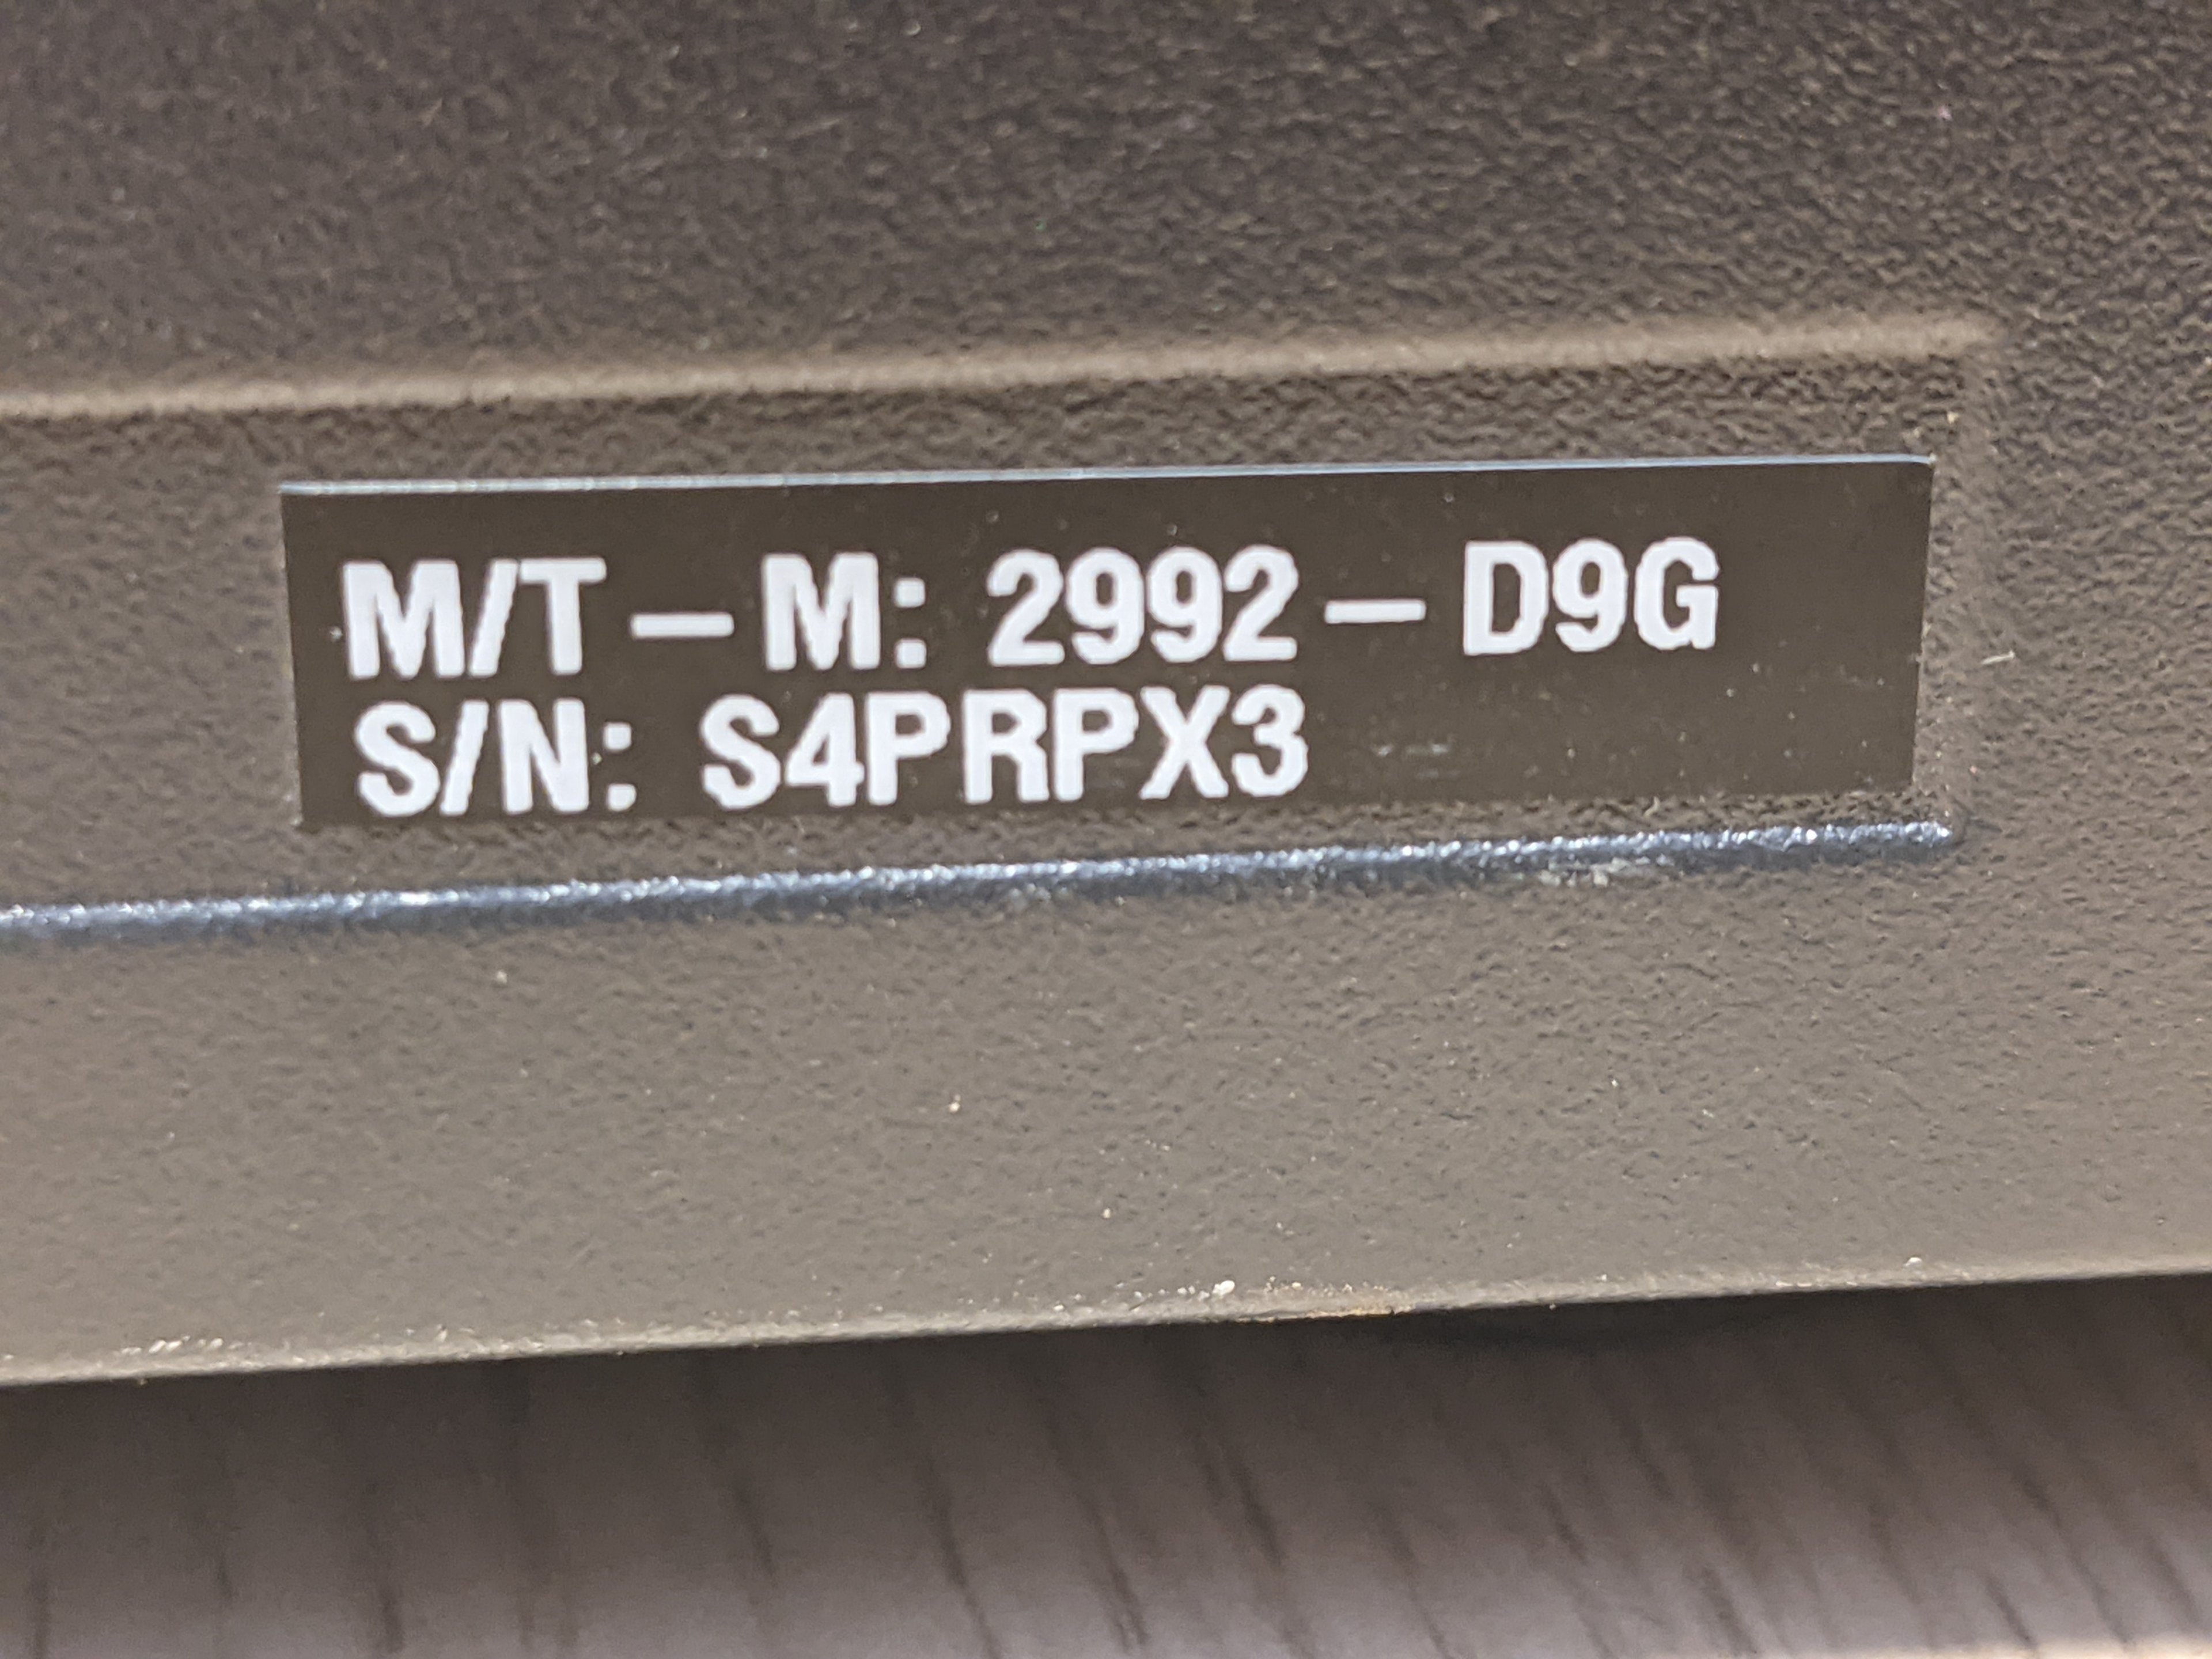 M/T – M: 2992 – D9G
S/N: S4PRPX3